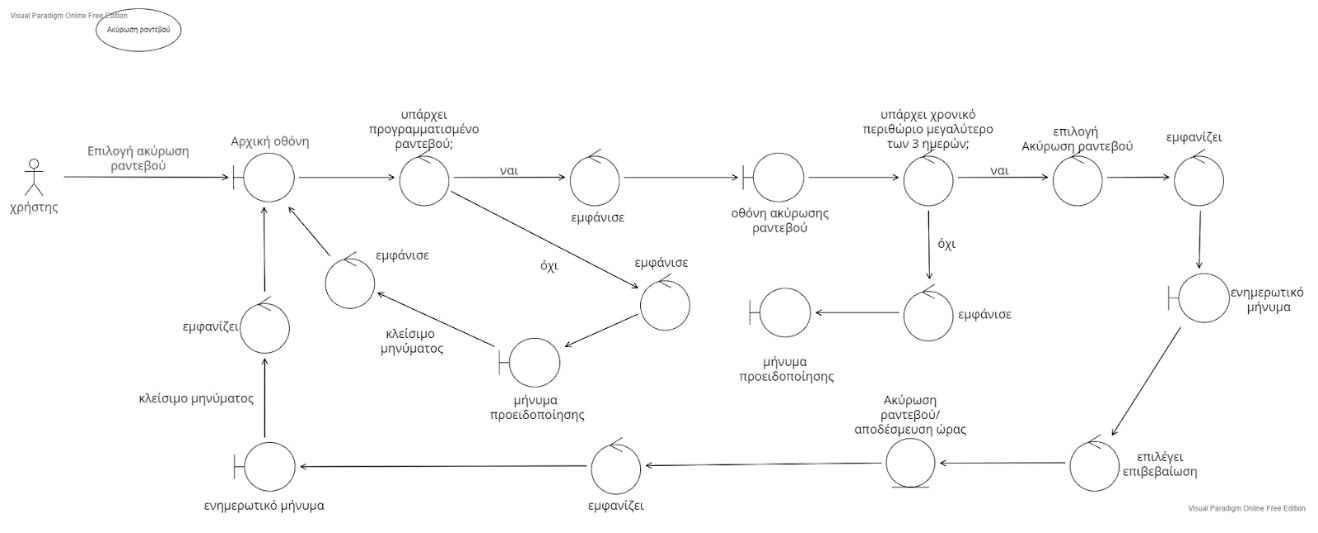 Visual Paradigm Online Free Edition
Ακύρωση ραντεβού
υπάρχει
προγραμματισμένο
ραντεβού;
υπάρχει χρονικό
περιθώριο μεγαλύτερο
των 3 ημερών;
επιλογή
Ακύρωση ραντεβού
εμφανίζει
Επιλογή ακύρωση
ραντεβού
Αρχική οθόνη
ναι
ναι
χρήστης
εμφάνισε
οθόνη ακύρωσης
ραντεβού
όχι
εμφάνισε
όχι
εμφάνισε
ενημερωτικό
μήνυμα
εμφανίζει
κλείσιμο
μηνύματος
εμφάνισε
μήνυμα
προειδοποίησης
μήνυμα
προειδοποίησης
κλείσιμο μηνύματος
Ακύρωση
ραντεβού/
αποδέσμευση ώρας
επιλέγει
επιβεβαίωση
ενημερωτικό μήνυμα
εμφανίζει
Visual Paradigm Online Free Edition